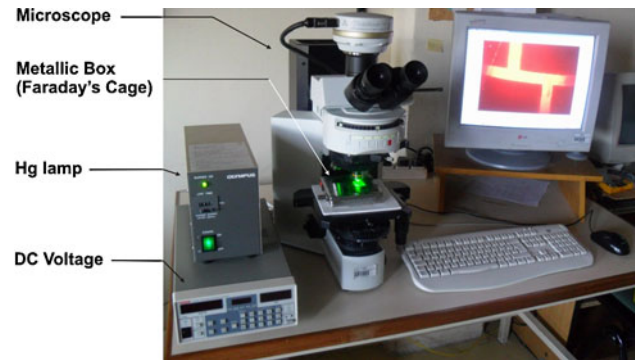 Microscope
Metallic Box
(Faraday's Cage)
Hg lamp
OLYMPUS
DC Voltage